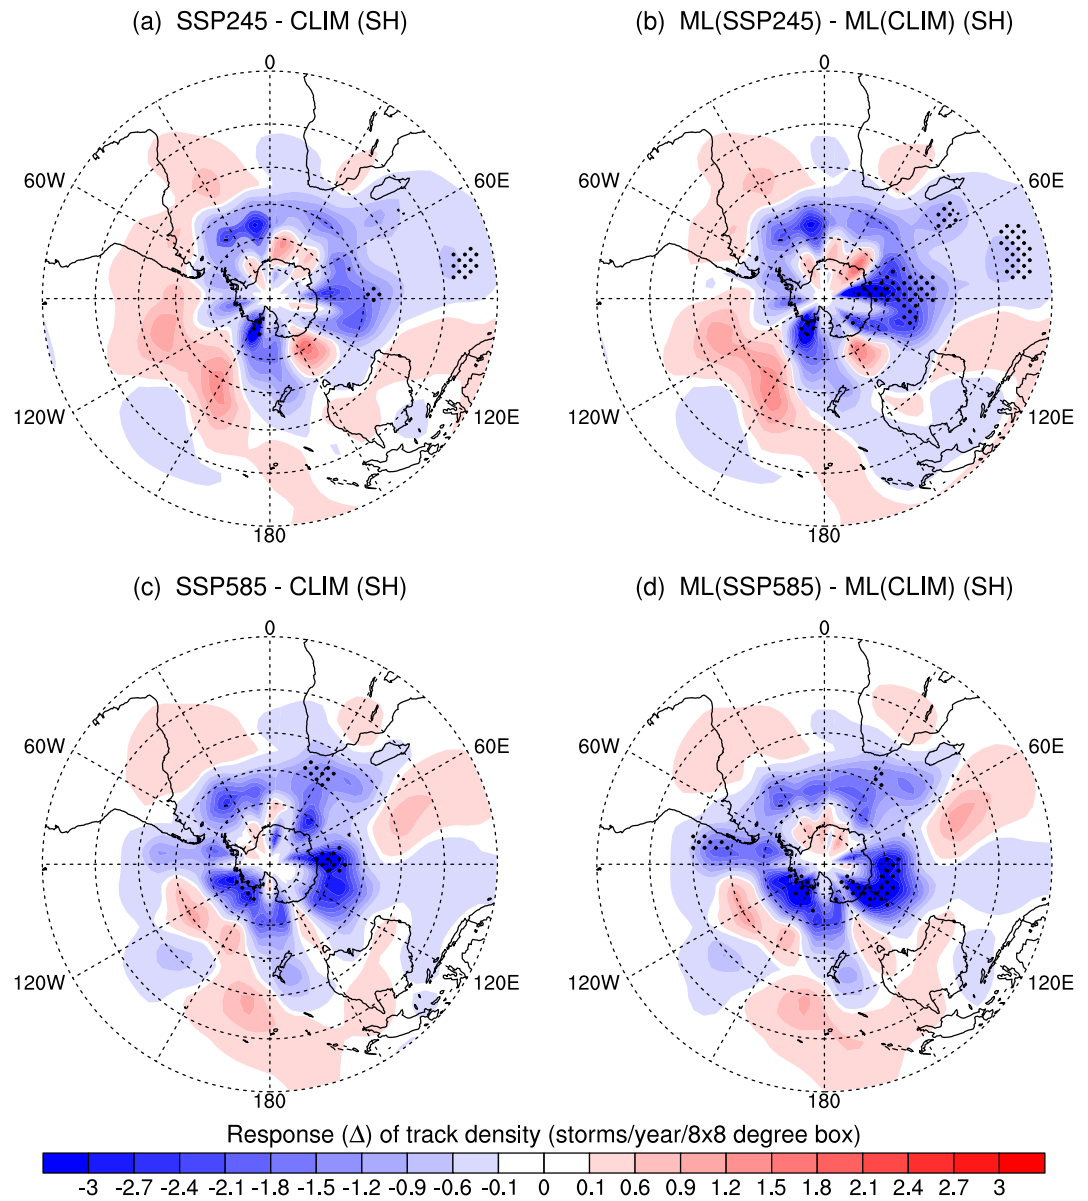 (a) SSP245 - CLIM (SH)
(b) ML(SSP245) - ML(CLIM) (SH)
0
0
60W
60E
60W
60E
120W
120E
120W
120E
180
180
(c) SSP585 - CLIM (SH)
(d) ML(SSP585) - ML(CLIM) (SH)
0
0
60W
60E
60W
60E
120W
120E
120W
120E
180
180
Response (Δ) of track density (storms/year/8x8 degree box)
-3 -2.7 -2.4 -2.1 -1.8 -1.5 -1.2 -0.9 -0.6 -0.1 0 0.1 0.6 0.9 1.2 1.5 1.8 2.1 2.4 2.7 3